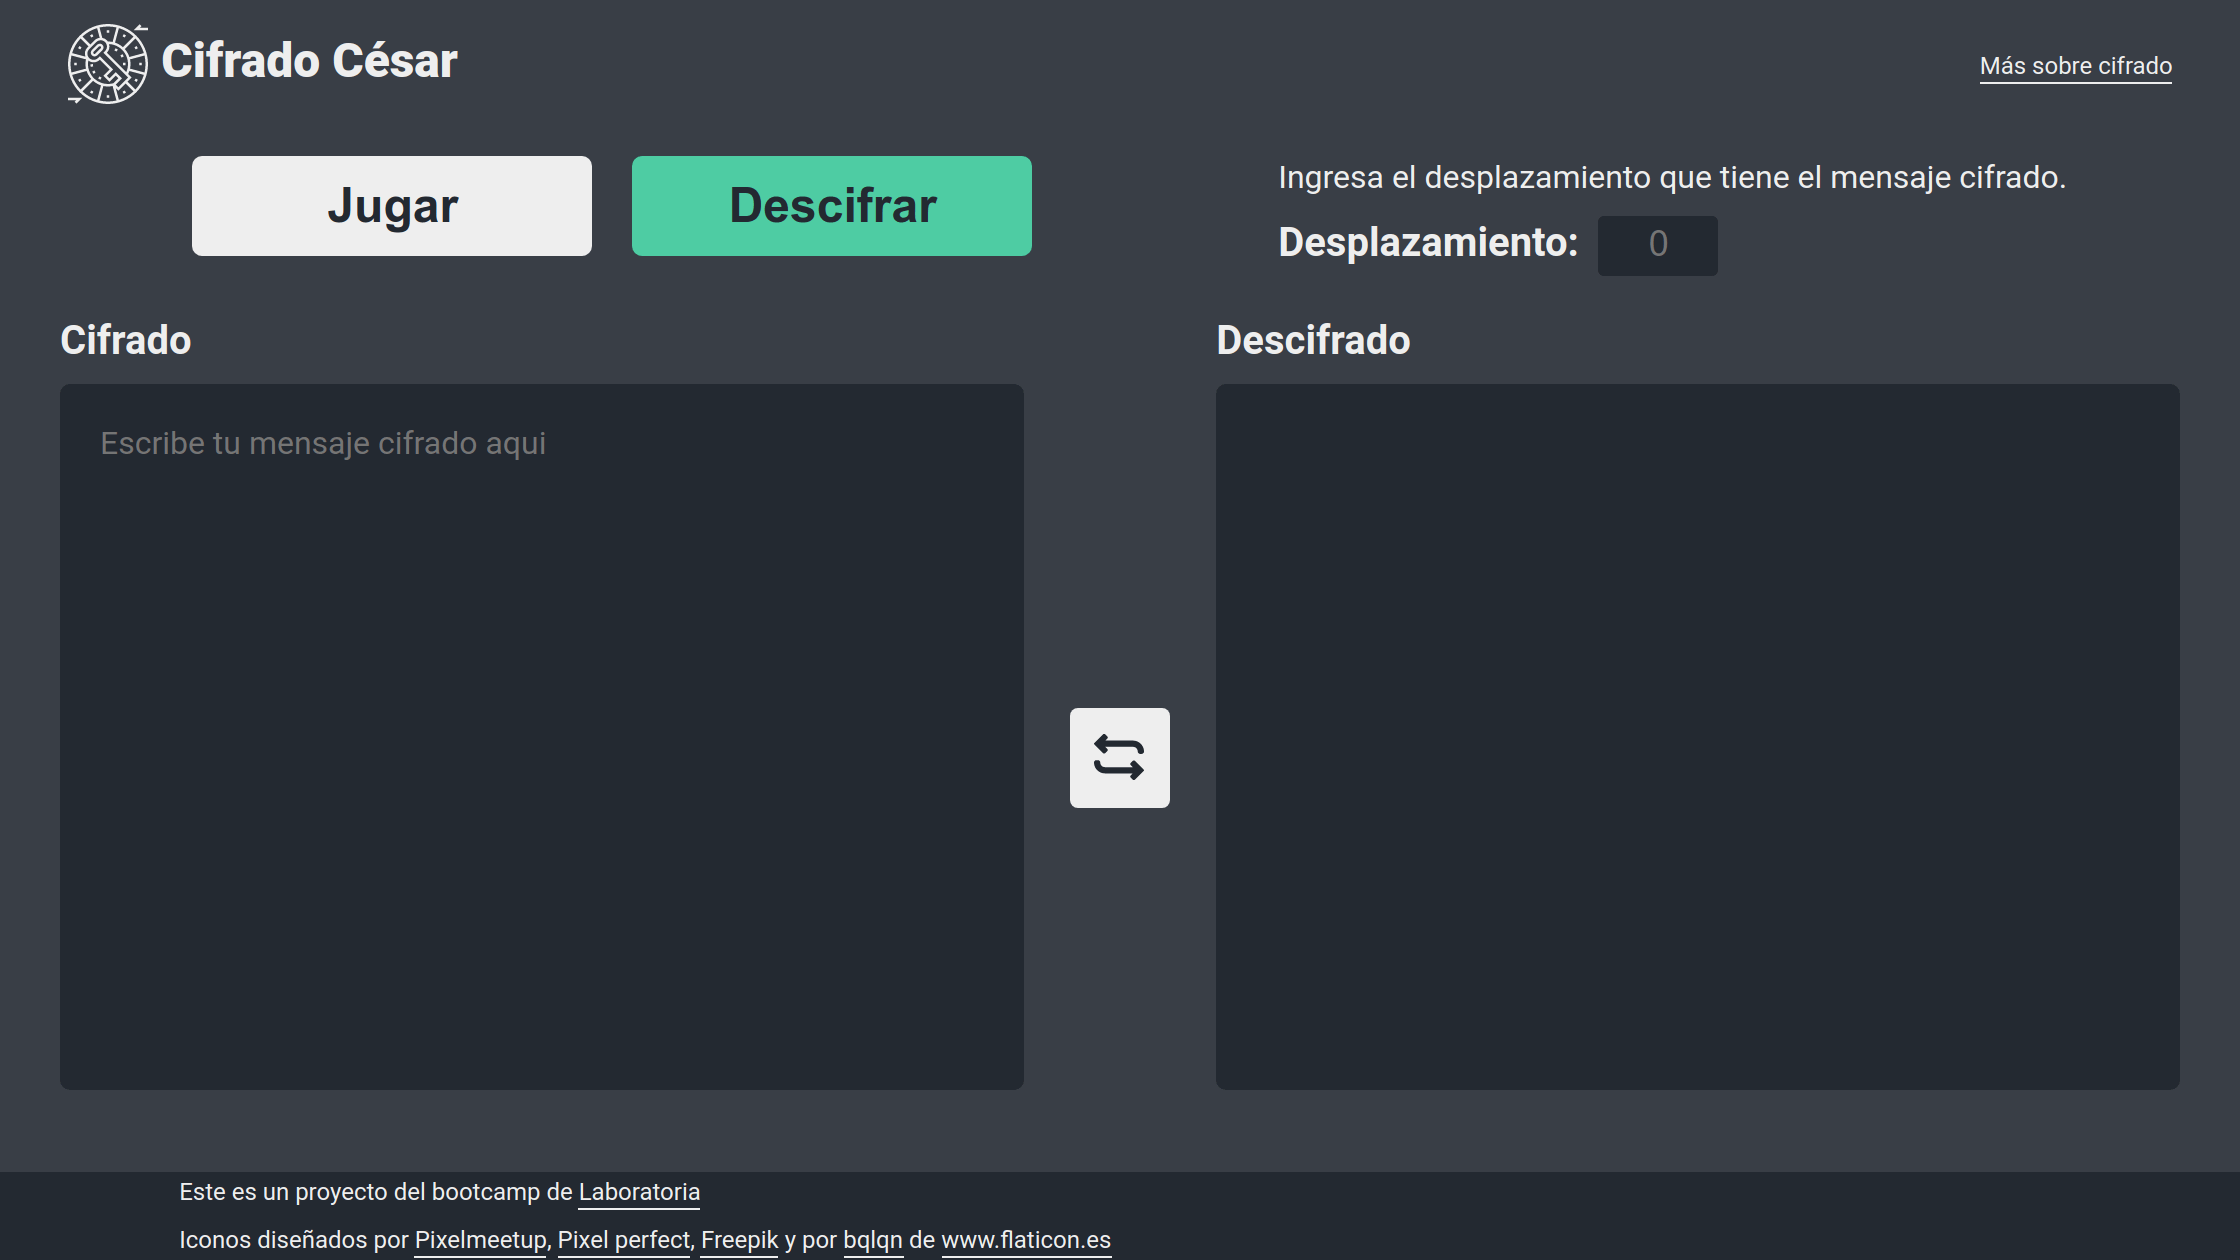 Cifrado César
Más sobre cifrado
Jugar
Descifrar
Ingresa el desplazamiento que tiene el mensaje cifrado.
Desplazamiento: 0
Cifrado
Descifrado
Escribe tu mensaje cifrado aqui
Este es un proyecto del bootcamp de Laboratoria
Iconos diseñados por Pixelmeetup, Pixel perfect, Freepik y por bqlqn de www.flaticon.es